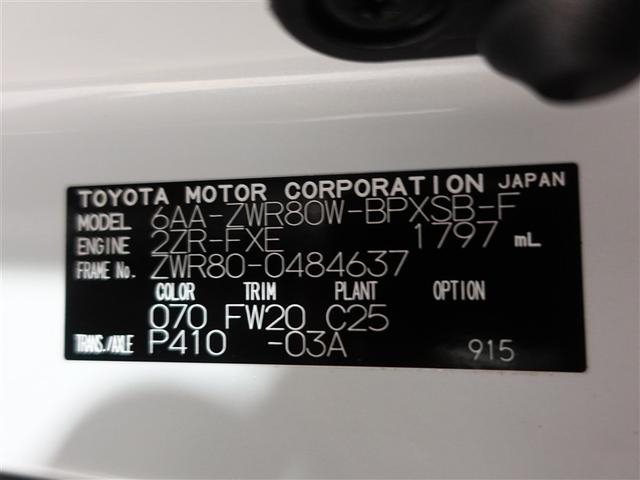 TOYOTA MOTOR CORPORATION JAPAN
MODEL 6AA-ZWR80W-BPXSB-F
ENGINE 2ZR-FXE 1797 mL
FRAME No. ZWR80-0484637
COLOR TRIM PLANT OPTION
070 FW20 C25
TRANS./AXLE P410 -03A 915